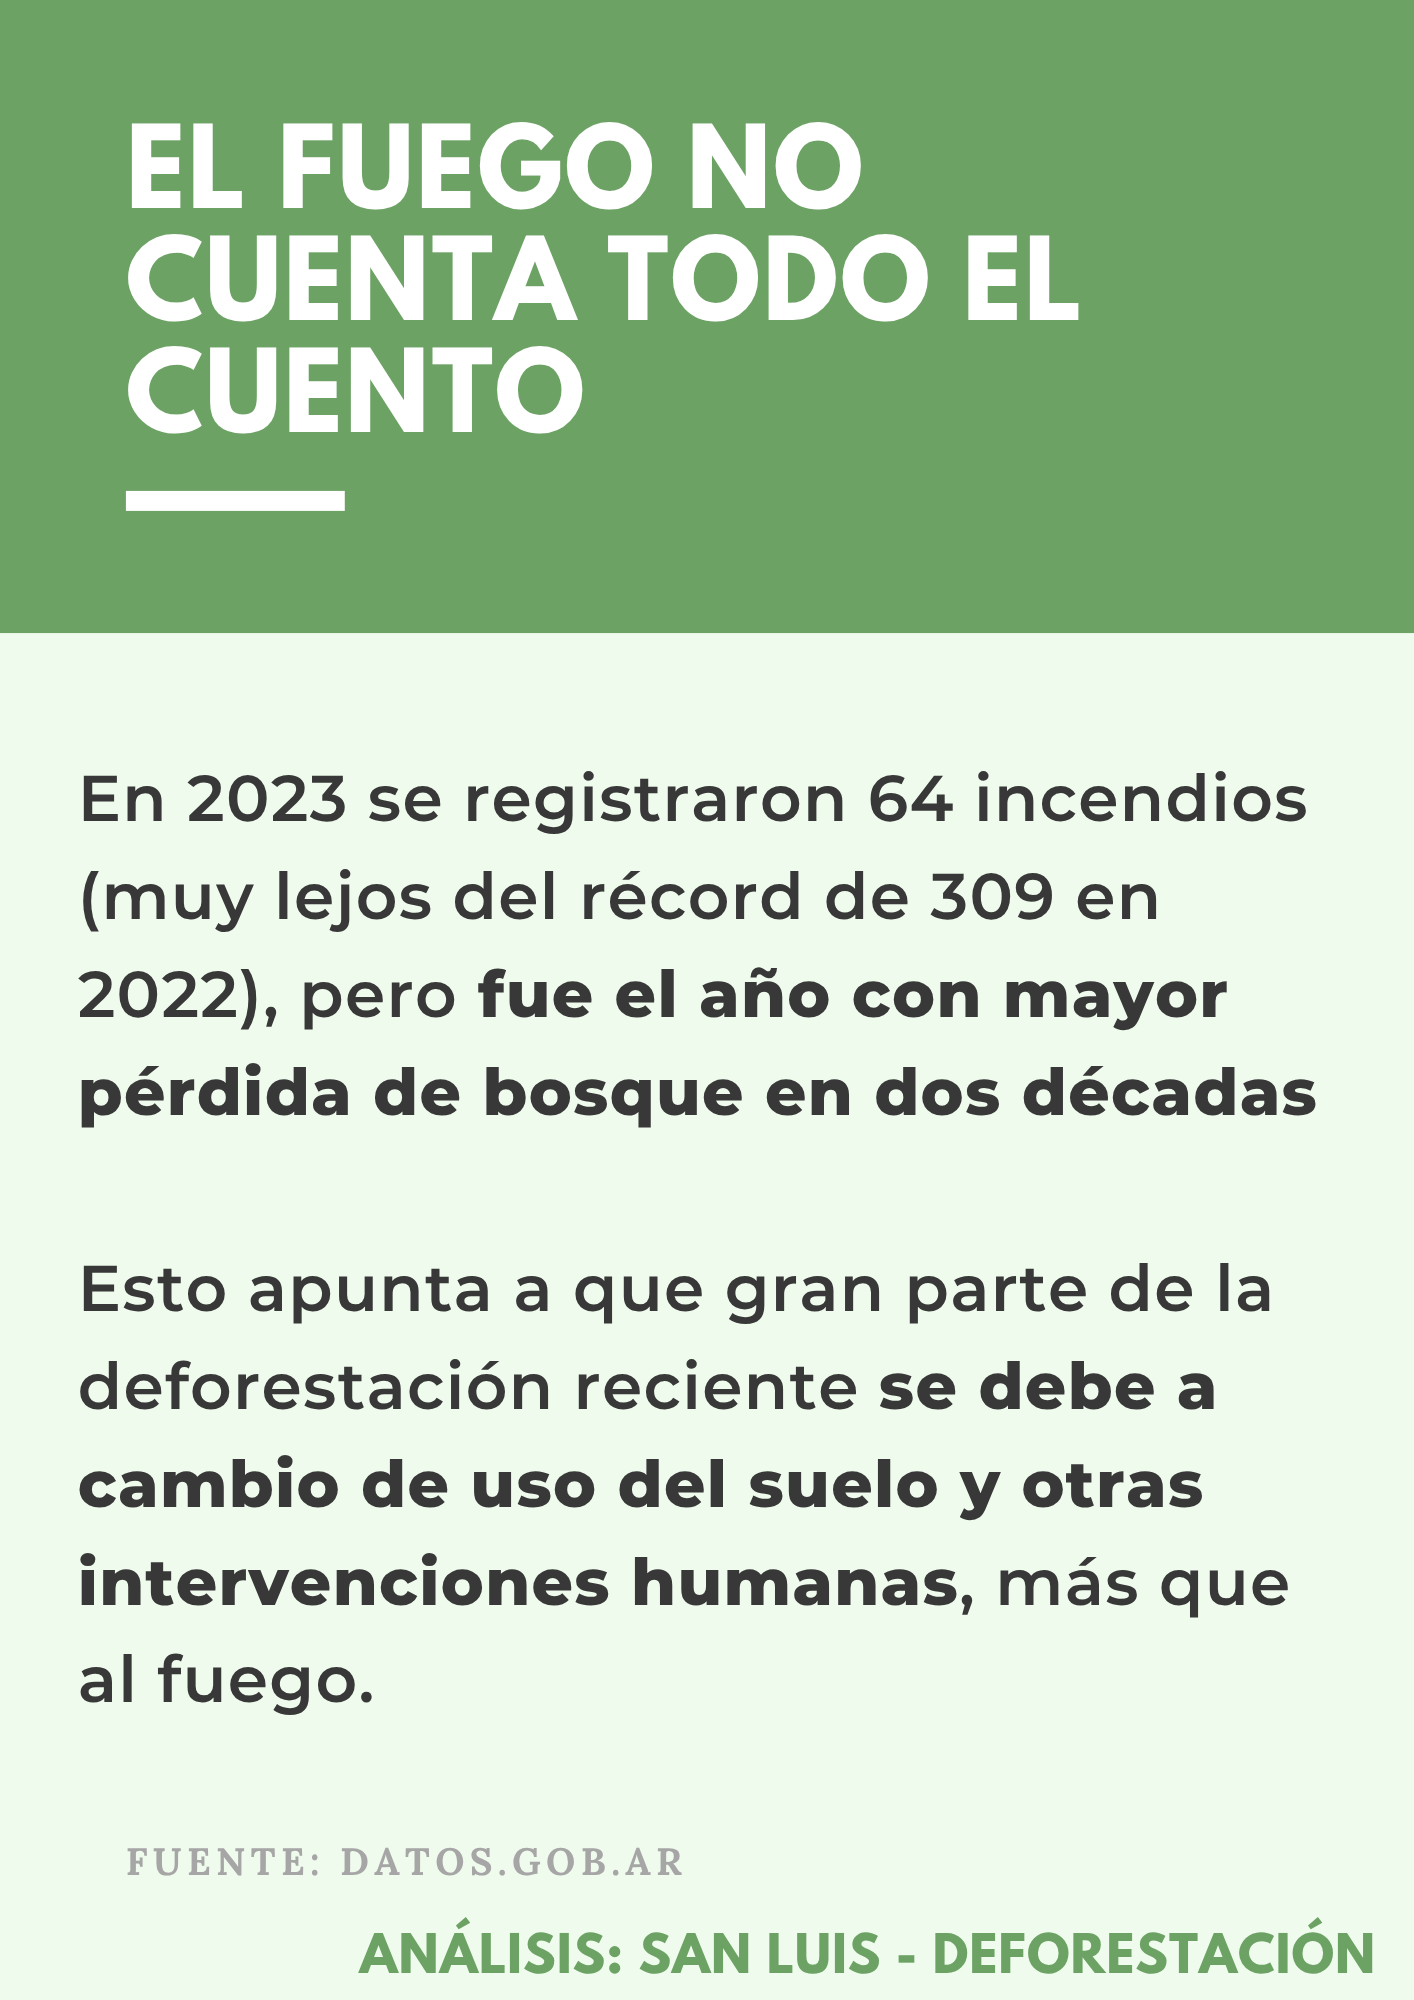 EL FUEGO NO
CUENTA TODO EL
CUENTO
En 2023 se registraron 64 incendios
(muy lejos del récord de 309 en
2022), pero fue el año con mayor
pérdida de bosque en dos décadas
Esto apunta a que gran parte de la
deforestación reciente se debe a
cambio de uso del suelo y otras
intervenciones humanas, más que
al fuego.
FUENTE: DATOS.GOB.AR
ANÁLISIS: SAN LUIS - DEFORESTACIÓN